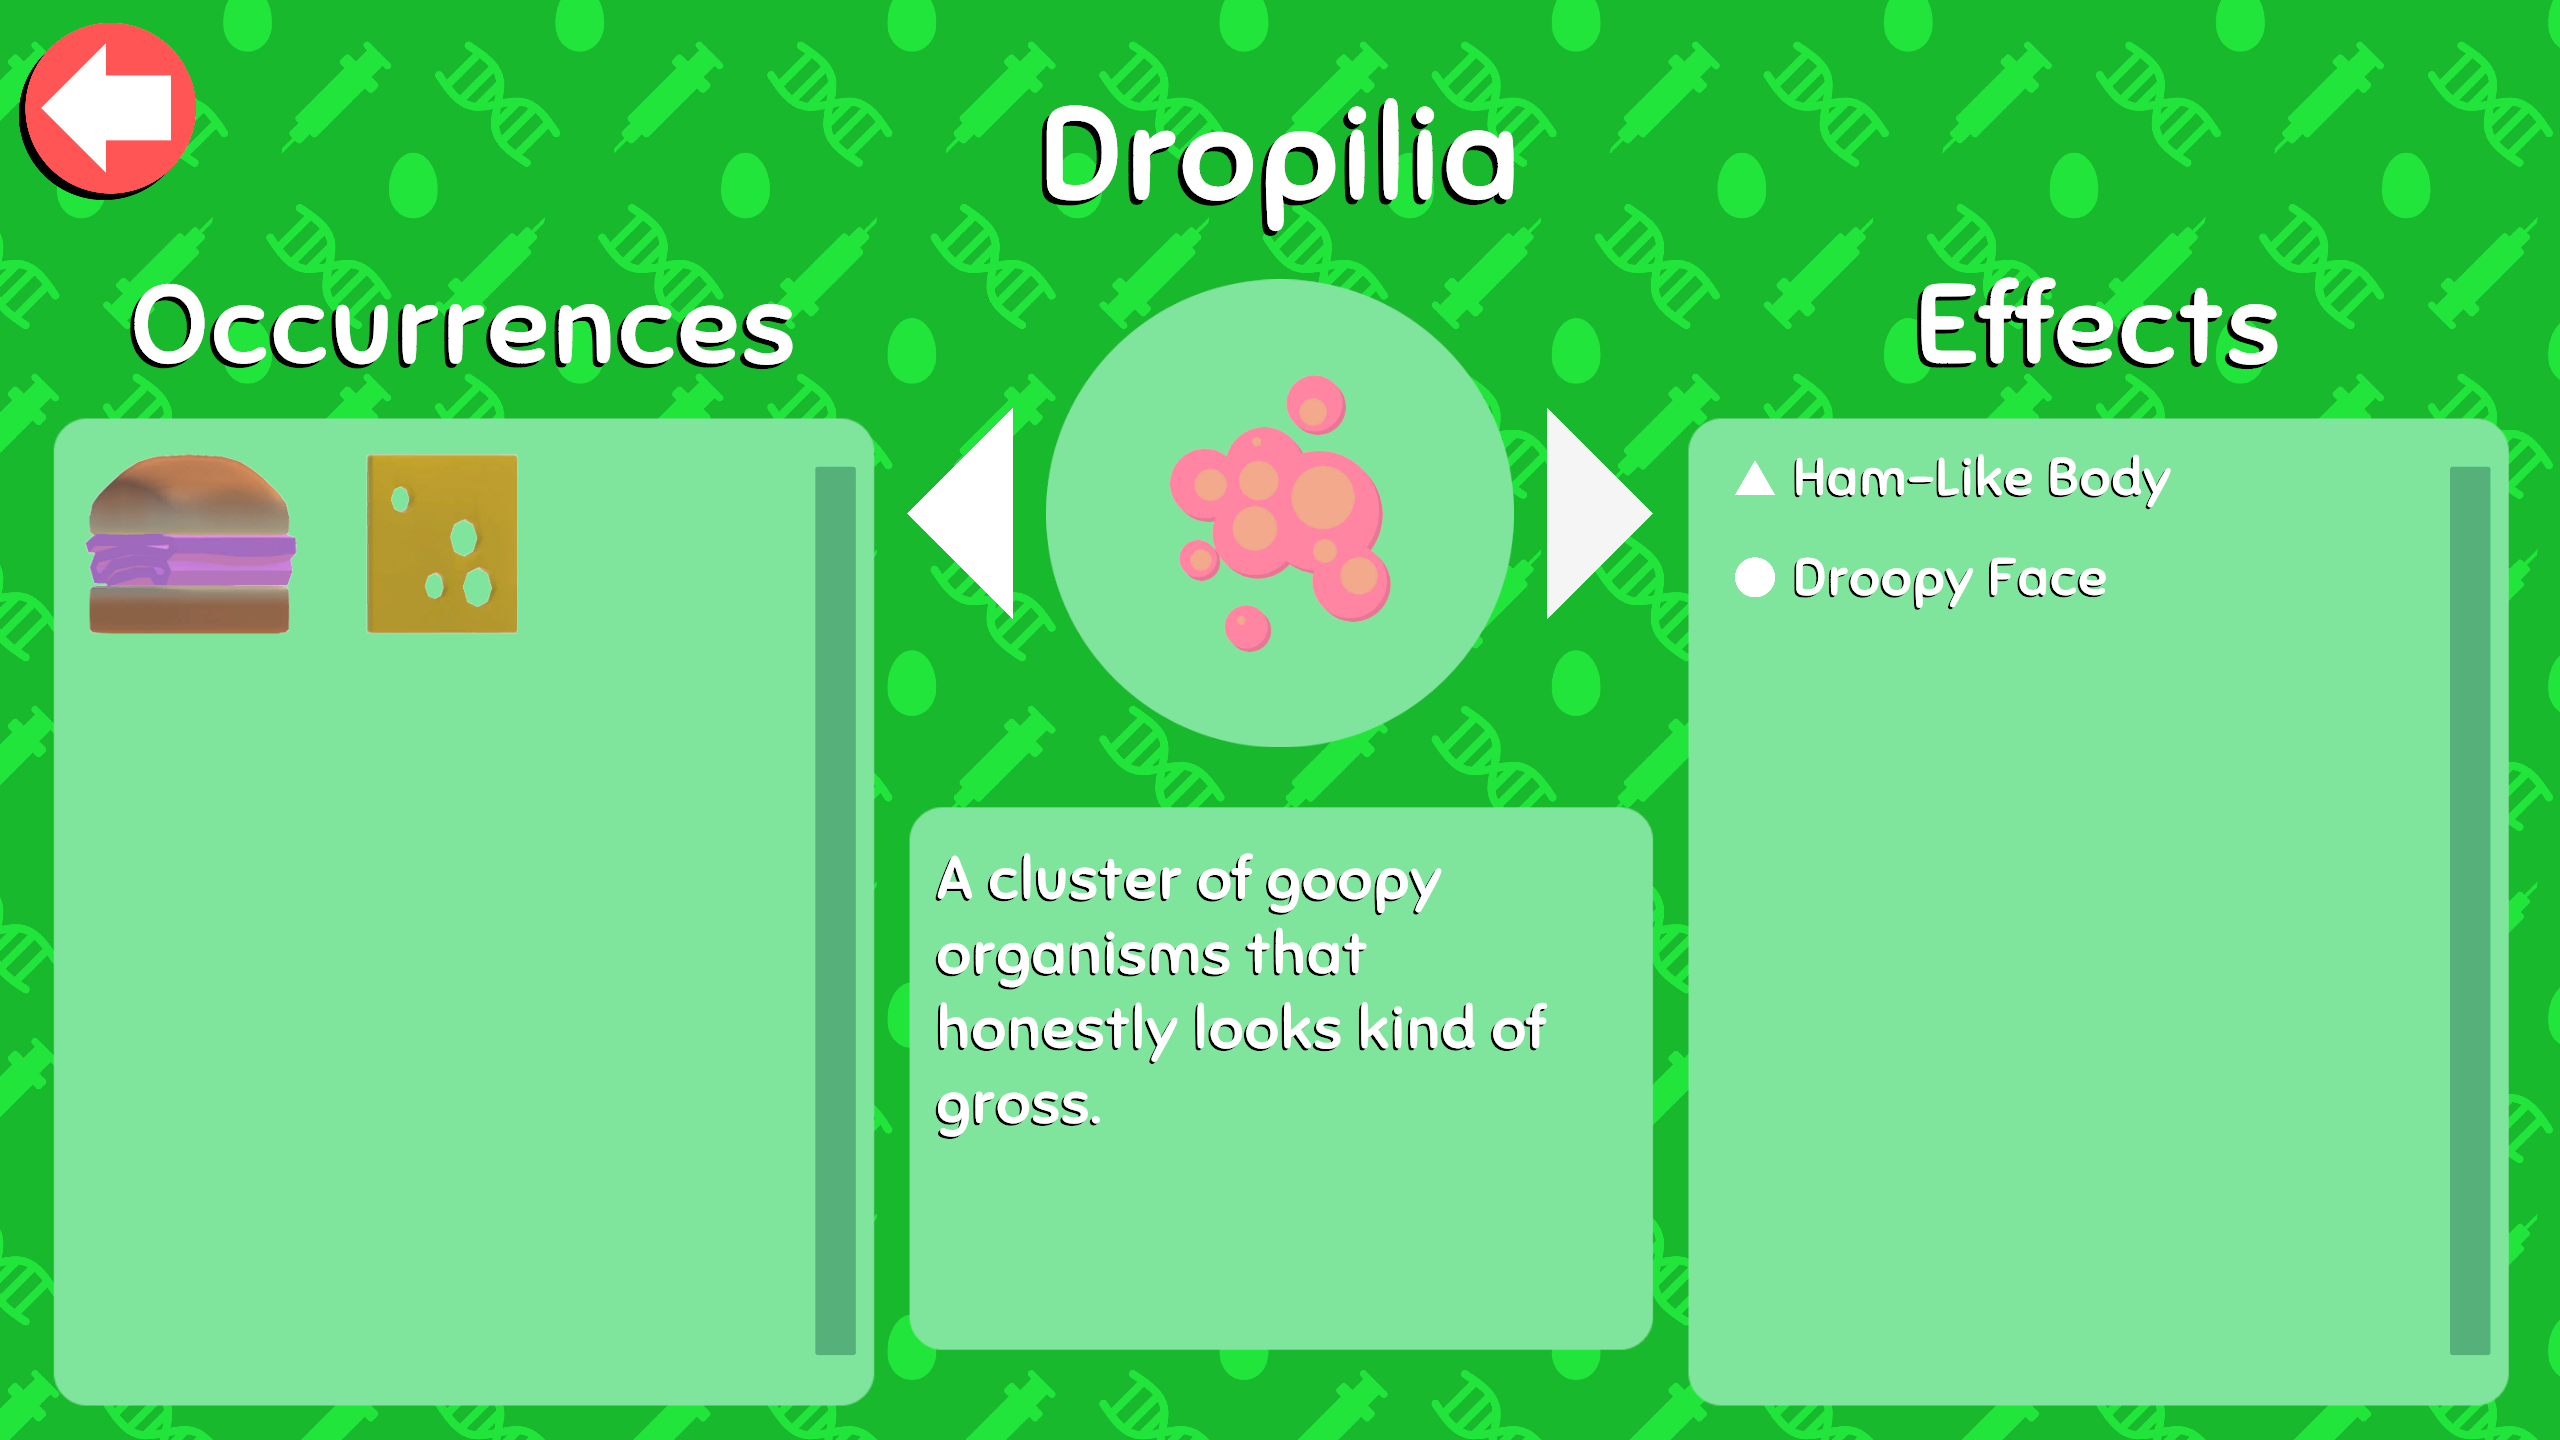 Dropilia
Occurrences
Effects
Ham-Like Body
Droopy Face
A cluster of goopy
organisms that
honestly looks kind of
gross.